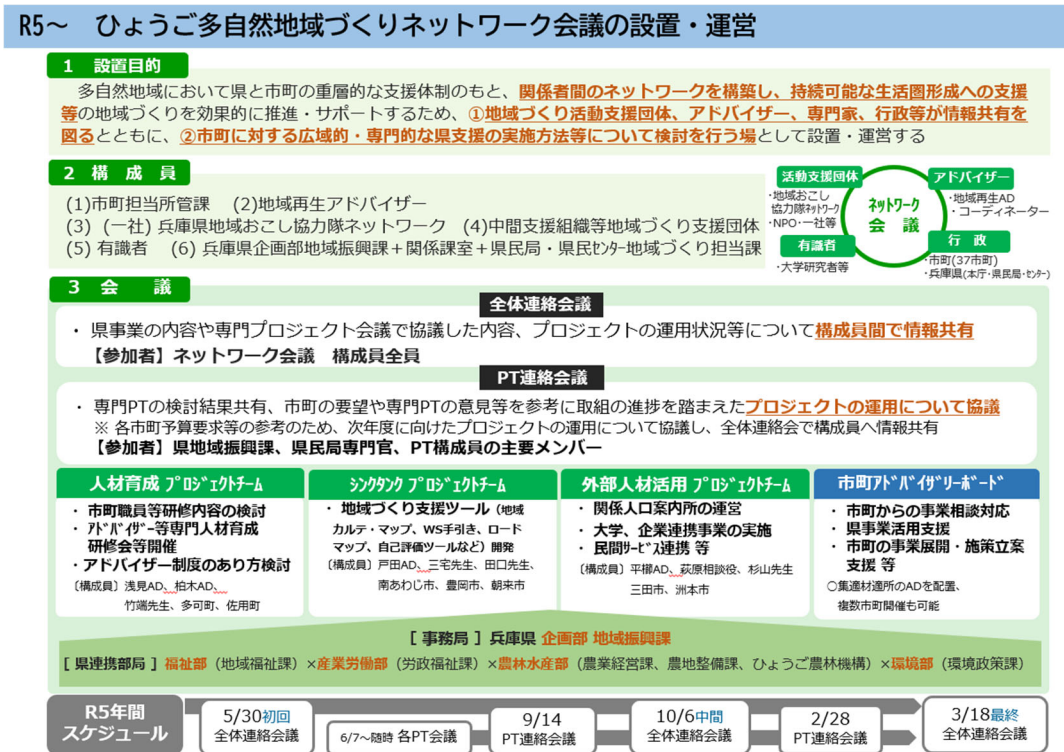 R5～　ひょうご多自然地域づくりネットワーク会議の設置・運営
1　設置目的
多自然地域において県と市町の重層的な支援体制のもと、関係者間のネットワークを構築し、持続可能な生活圏形成への支援
等の地域づくりを効果的に推進・サポートするため、①地域づくり活動支援団体、アドバイザー、専門家、行政等が情報共有を
図るとともに、②市町に対する広域的・専門的な県支援の実施方法等について検討を行う場として設置・運営する
2　構　成　員
(1)市町担当所管課　(2)地域再生アドバイザー
(3)　(一社) 兵庫県地域おこし協力隊ネットワーク　(4)中間支援組織等地域づくり支援団体
(5) 有識者　(6) 兵庫県企画部地域振興課＋関係課室＋県民局・県民ｾﾝﾀｰ地域づくり担当課
活動支援団体
・地域おこし
協力隊ﾈｯﾄﾜｰｸ
・NPO・一社等
有識者
・大学研究者等
ﾈｯﾄﾜｰｸ
会　議
アドバイザー
・地域再生AD
・コーディネーター
行　政
・市町(37市町)
・兵庫県(本庁・県民局・ｾﾝﾀｰ)
3　会　　議
全体連絡会議
・ 県事業の内容や専門プロジェクト会議で協議した内容、プロジェクトの運用状況等について構成員間で情報共有
【参加者】ネットワーク会議　構成員全員
PT連絡会議
・ 専門PTの検討結果共有、市町の要望や専門PTの意見等を参考に取組の進捗を踏まえたプロジェクトの運用について協議
※ 各市町予算要求等の参考のため、次年度に向けたプロジェクトの運用について協議し、全体連絡会で構成員へ情報共有
【参加者】県地域振興課、県民局専門官、PT構成員の主要メンバー
人材育成 ﾌﾟﾛｼﾞｪｸﾄﾁｰﾑ
・ 市町職員等研修内容の検討
・ ｱﾄﾞﾊﾞｲｻﾞｰ等専門人材育成
研修会等開催
・アドバイザー制度のあり方検討
〔構成員〕浅見AD、柏木AD、
竹端先生、多可町、佐用町
ｼﾝｸﾀﾝｸ ﾌﾟﾛｼﾞｪｸﾄﾁｰﾑ
・ 地域づくり支援ツール（地域
カルテ・マップ、WS手引き、ロード
マップ、自己評価ツールなど）開発
〔構成員〕戸田AD、三宅先生、田口先生、
南あわじ市、豊岡市、朝来市
外部人材活用 ﾌﾟﾛｼﾞｪｸﾄﾁｰﾑ
・ 関係人口案内所の運営
・ 大学、企業連携事業の実施
・ 民間ｻｰﾋﾞｽ連携 等
〔構成員〕平櫛AD、萩原相談役、杉山先生
三田市、洲本市
市町ｱﾄﾞﾊﾞｲｻﾞﾘｰﾎﾞｰﾄﾞ
・ 市町からの事業相談対応
・ 県事業活用支援
・ 市町の事業展開・施策立案
支援 等
○集適材適所のADを配置、
複数市町開催も可能
［ 事務局 ］兵庫県 企画部 地域振興課
［ 県連携部局 ］福祉部（地域福祉課）×産業労働部（労政福祉課）×農林水産部（農業経営課、農地整備課、ひょうご農林機構）×環境部（環境政策課）
R5年間
スケジュール
5/30初回
全体連絡会議
6/7～随時 各PT会議
9/14
PT連絡会議
10/6中間
全体連絡会議
2/28
PT連絡会議
3/18最終
全体連絡会議